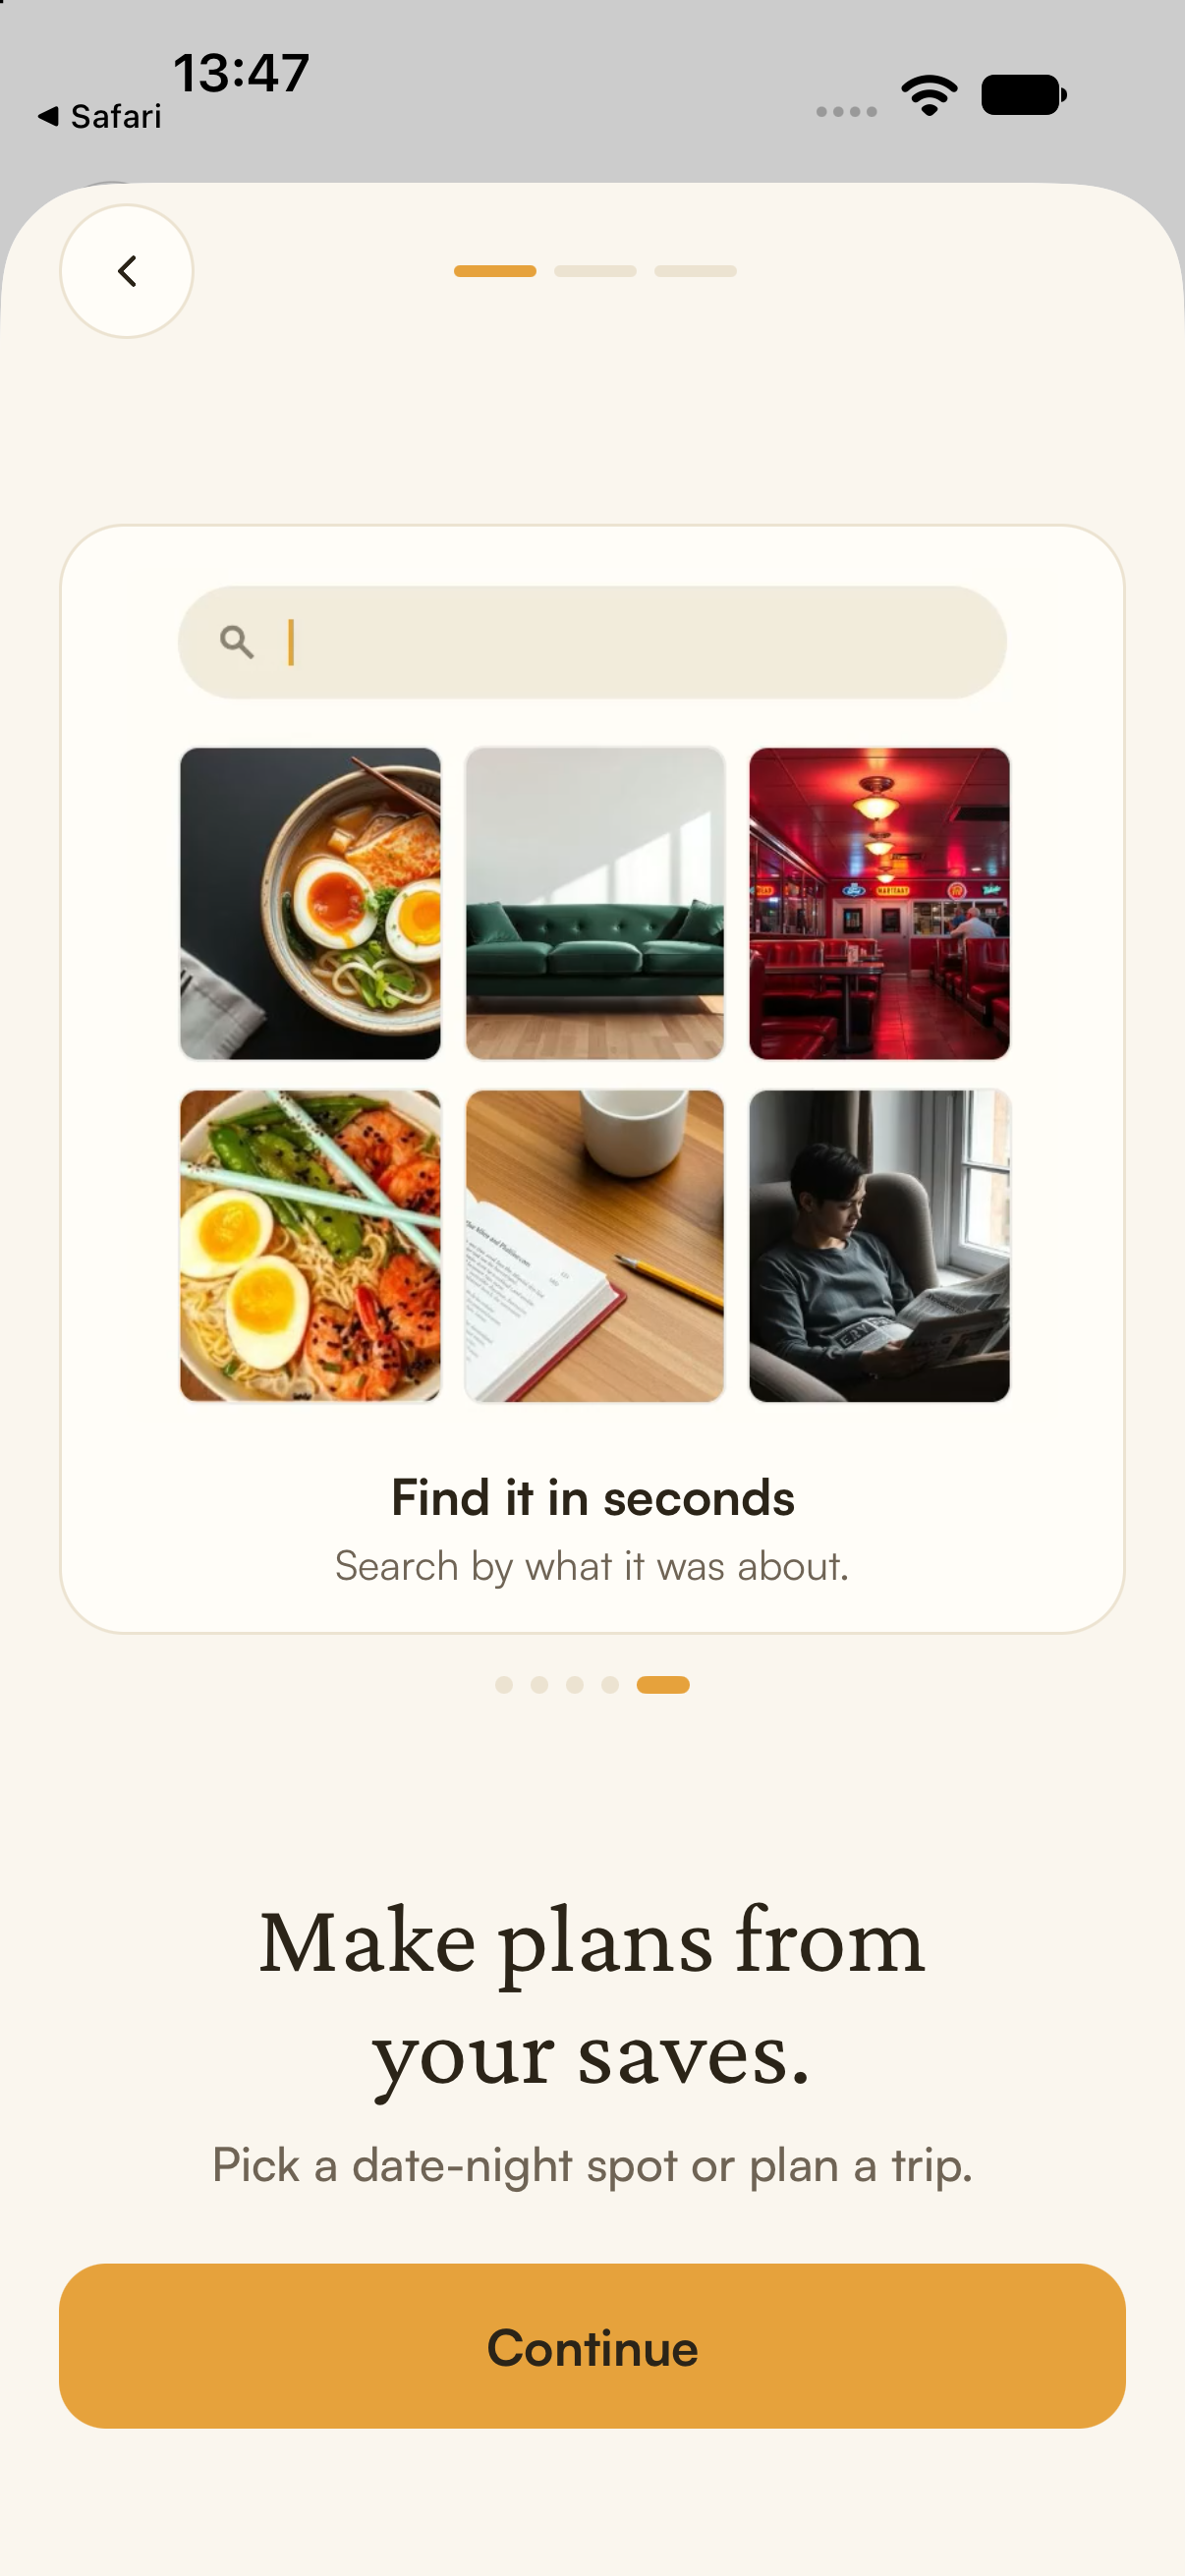 13:47
Safari
Find it in seconds
Search by what it was about.
Make plans from
your saves.
Pick a date-night spot or plan a trip.
Continue